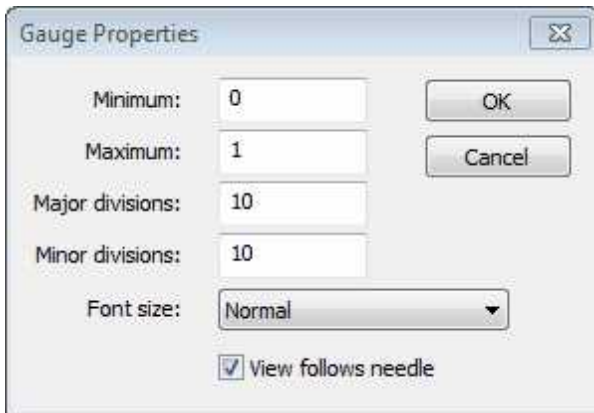 Gauge Properties
Minimum: 0 OK
Maximum: 1 Cancel
Major divisions: 10
Minor divisions: 10
Font size: Normal
View follows needle